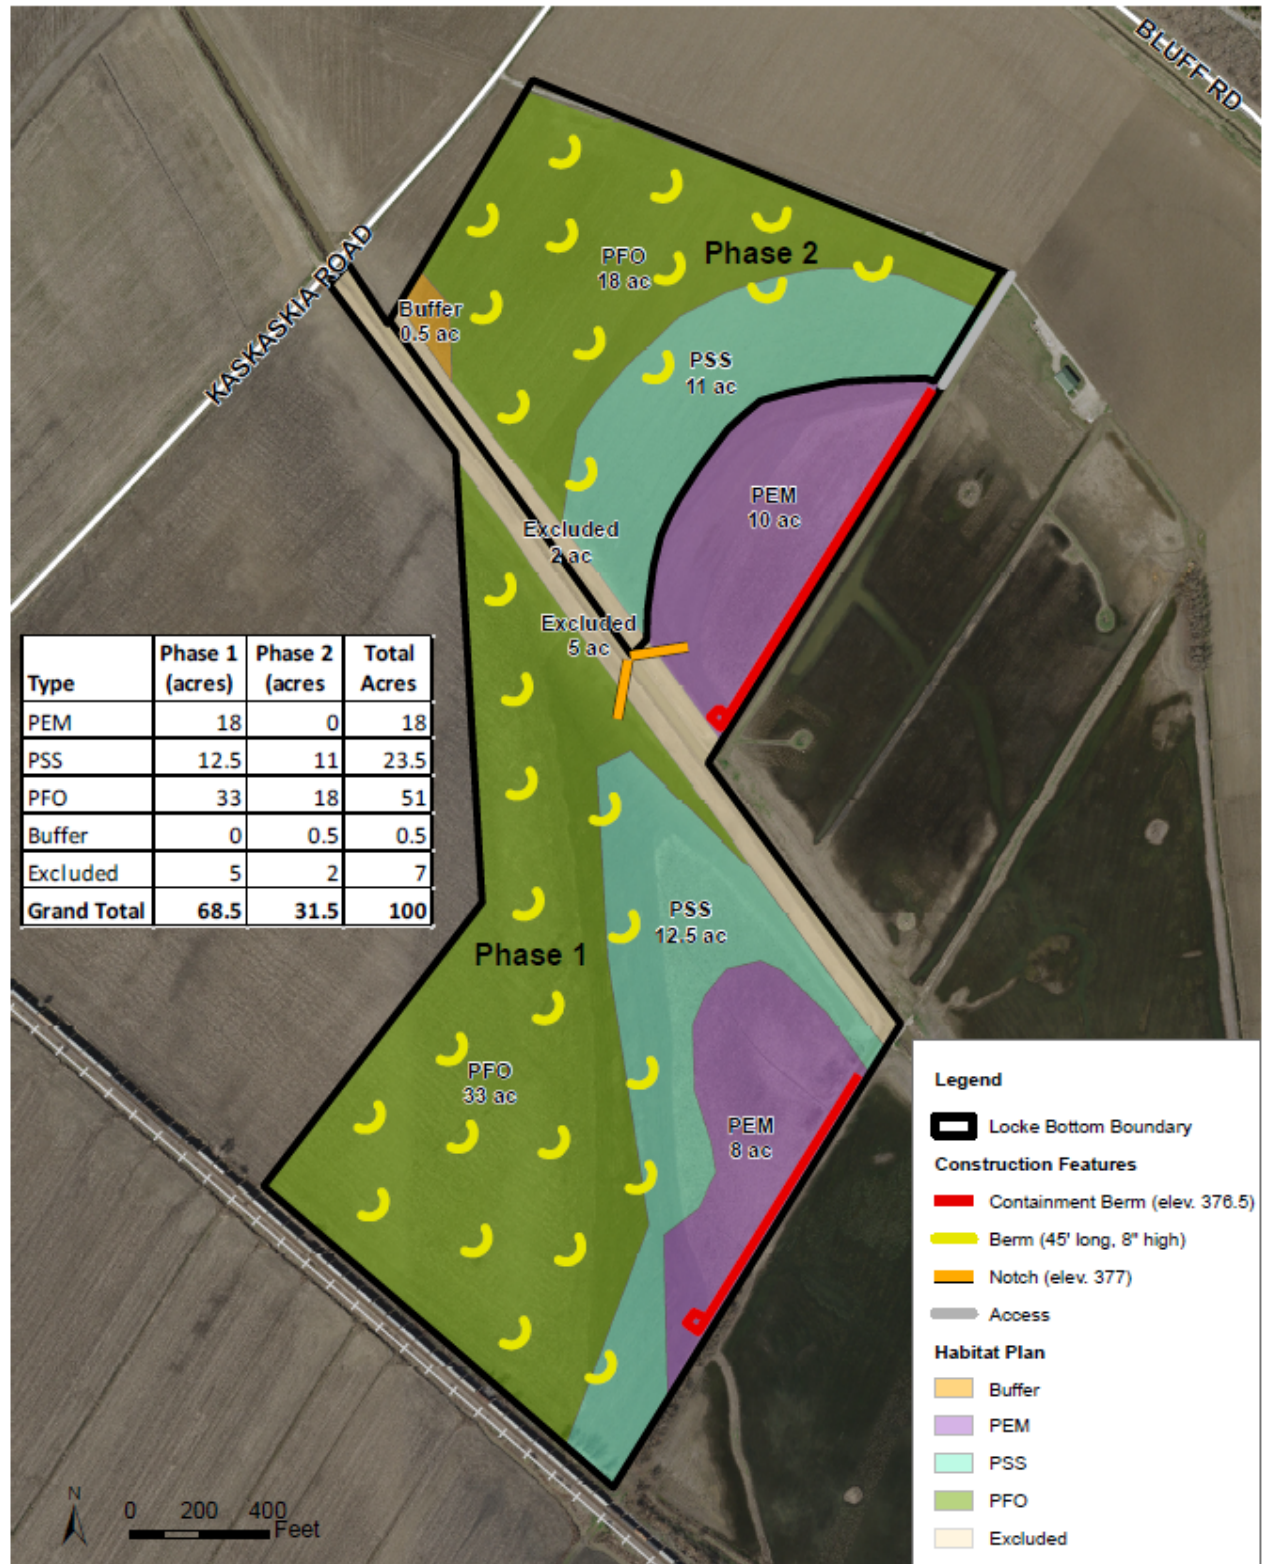 BLUFF RD
KASKASKIA ROAD
Phase 2
PFO
18 ac
Buffer
0.5 ac
PSS
11 ac
PEM
10 ac
Excluded
2 ac
Excluded
5 ac
Type Phase 1 (acres) Phase 2 (acres Total Acres
PEM 18 0 18
PSS 12.5 11 23.5
PFO 33 18 51
Buffer 0 0.5 0.5
Excluded 5 2 7
Grand Total 68.5 31.5 100
PSS
12.5 ac
Phase 1
PFO
33 ac
PEM
8 ac
Legend
Locke Bottom Boundary
Construction Features
Containment Berm (elev. 376.5)
Berm (45' long, 8" high)
Notch (elev. 377)
Access
Habitat Plan
Buffer
PEM
PSS
PFO
Excluded
N
0 200 400
Feet